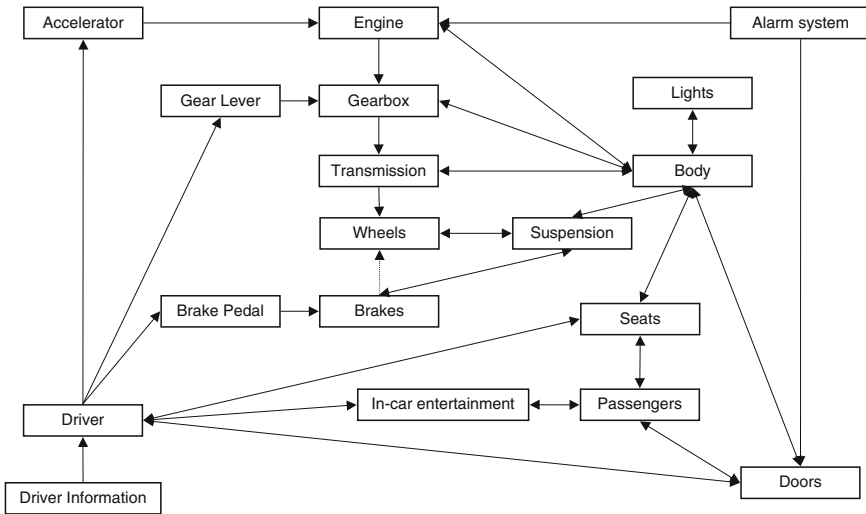 Accelerator
Engine
Alarm system
Gear Lever
Gearbox
Lights
Transmission
Body
Wheels
Suspension
Brake Pedal
Brakes
Seats
Driver
In-car entertainment
Passengers
Driver Information
Doors